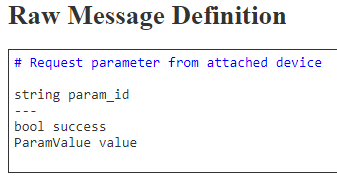 Raw Message Definition
# Request parameter from attached device
string param_id
---
bool success
ParamValue value